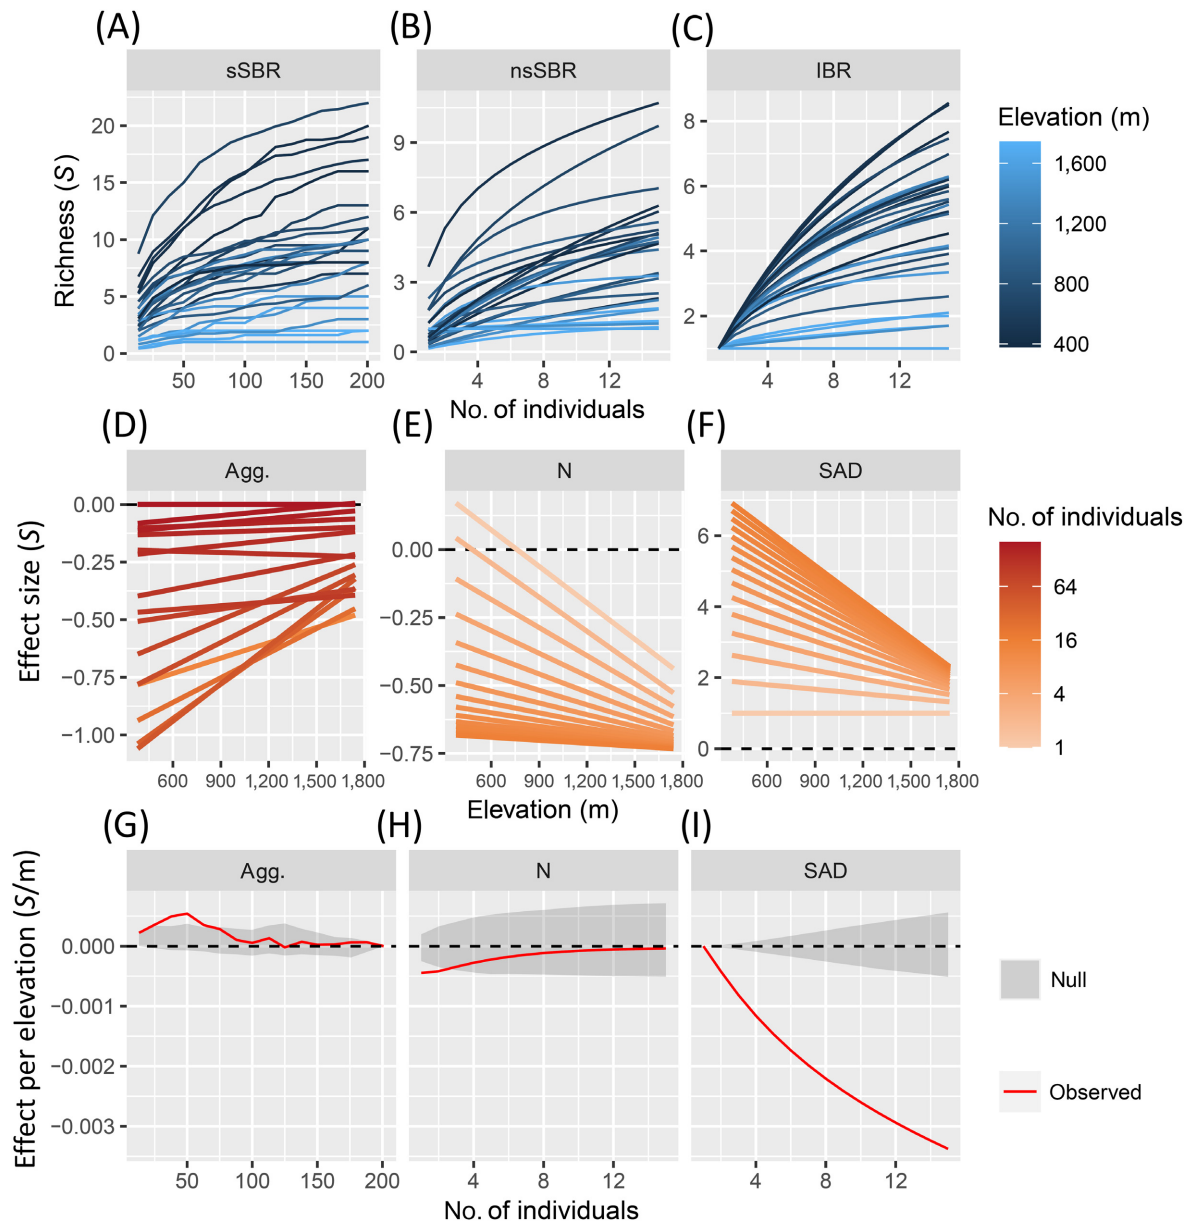 (A)
(B)
(C)
sSBR
nsSBR
IBR
Richness (S)
20
15
10
5
0
9
6
3
0
8
6
4
2
50 100 150 200
4 8 12
4 8 12
No. of individuals
Elevation (m)
1,600
1,200
800
400
(D)
(E)
(F)
Agg.
N
SAD
Effect size (S)
0.00
−0.25
−0.50
−0.75
−1.00
0.00
−0.25
−0.50
−0.75
6
4
2
0
600 900 1,200 1,500 1,800
600 900 1,200 1,500 1,800
600 900 1,200 1,500 1,800
Elevation (m)
No. of individuals
64
16
4
1
(G)
(H)
(I)
Agg.
N
SAD
Effect per elevation (S/m)
0.000
−0.001
−0.002
−0.003
50 100 150 200
4 8 12
4 8 12
No. of individuals
Null
Observed